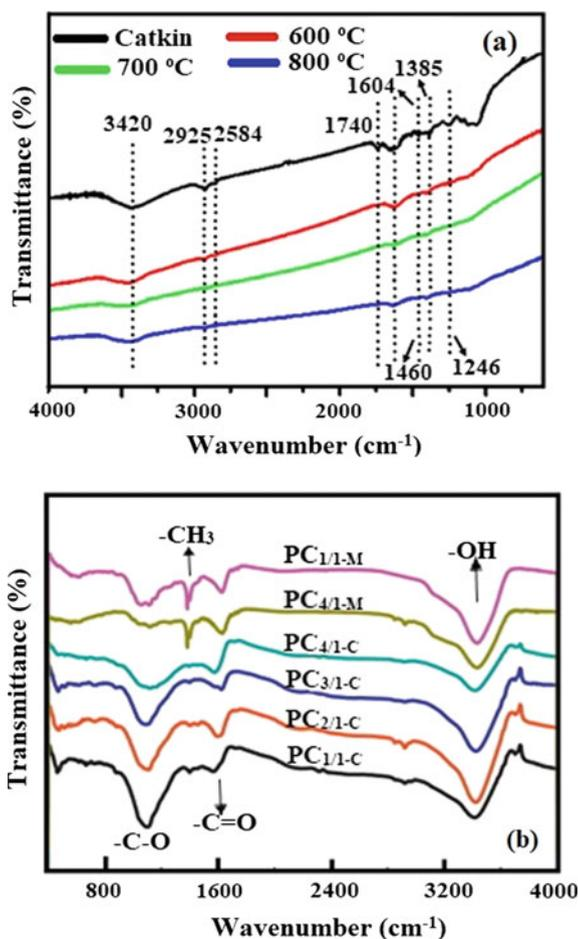 (a)
Catkin
600 ºC
700 ºC
800 ºC
3420
2925
2584
1740
1604
1385
1460
1246
Transmittance (%)
4000
3000
2000
1000
Wavenumber (cm⁻¹)
-CH₃
PC₁/₁-M
-OH
PC₄/₁-M
PC₄/₁-C
PC₃/₁-C
PC₂/₁-C
PC₁/₁-C
-C-O
-C=O
(b)
Transmittance (%)
800
1600
2400
3200
4000
Wavenumber (cm⁻¹)